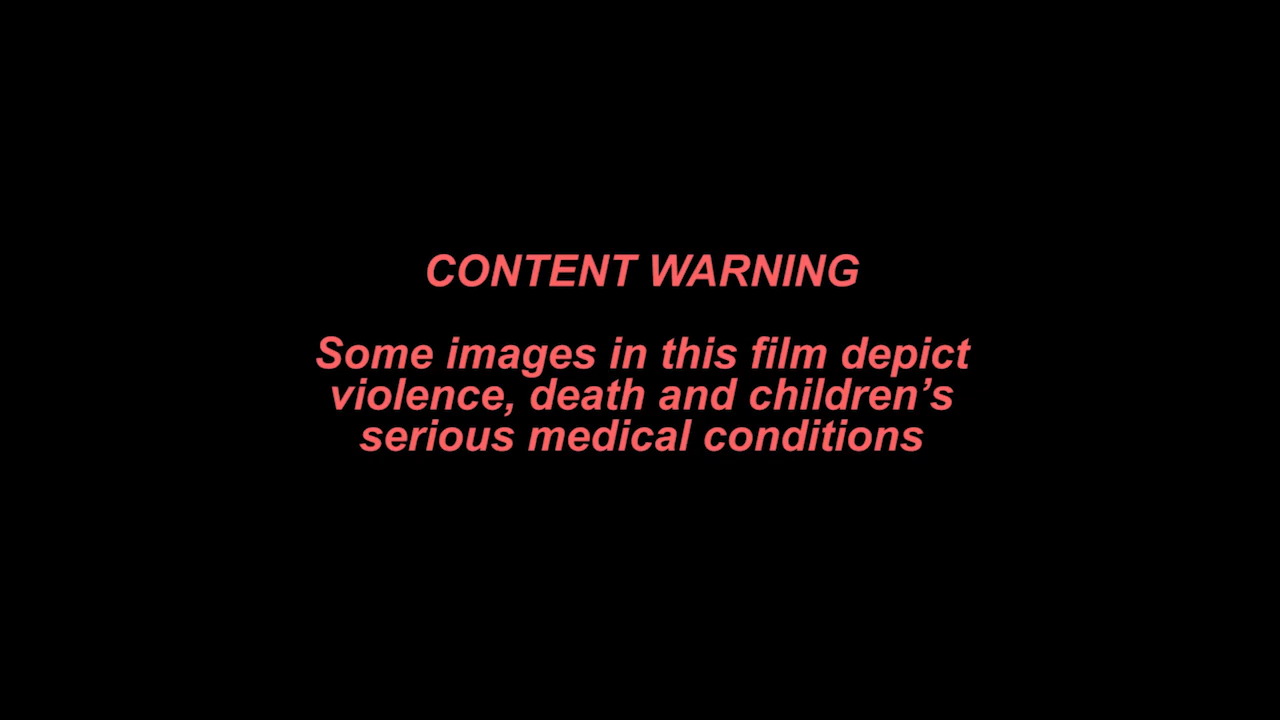 CONTENT WARNING
Some images in this film depict
violence, death and children’s
serious medical conditions